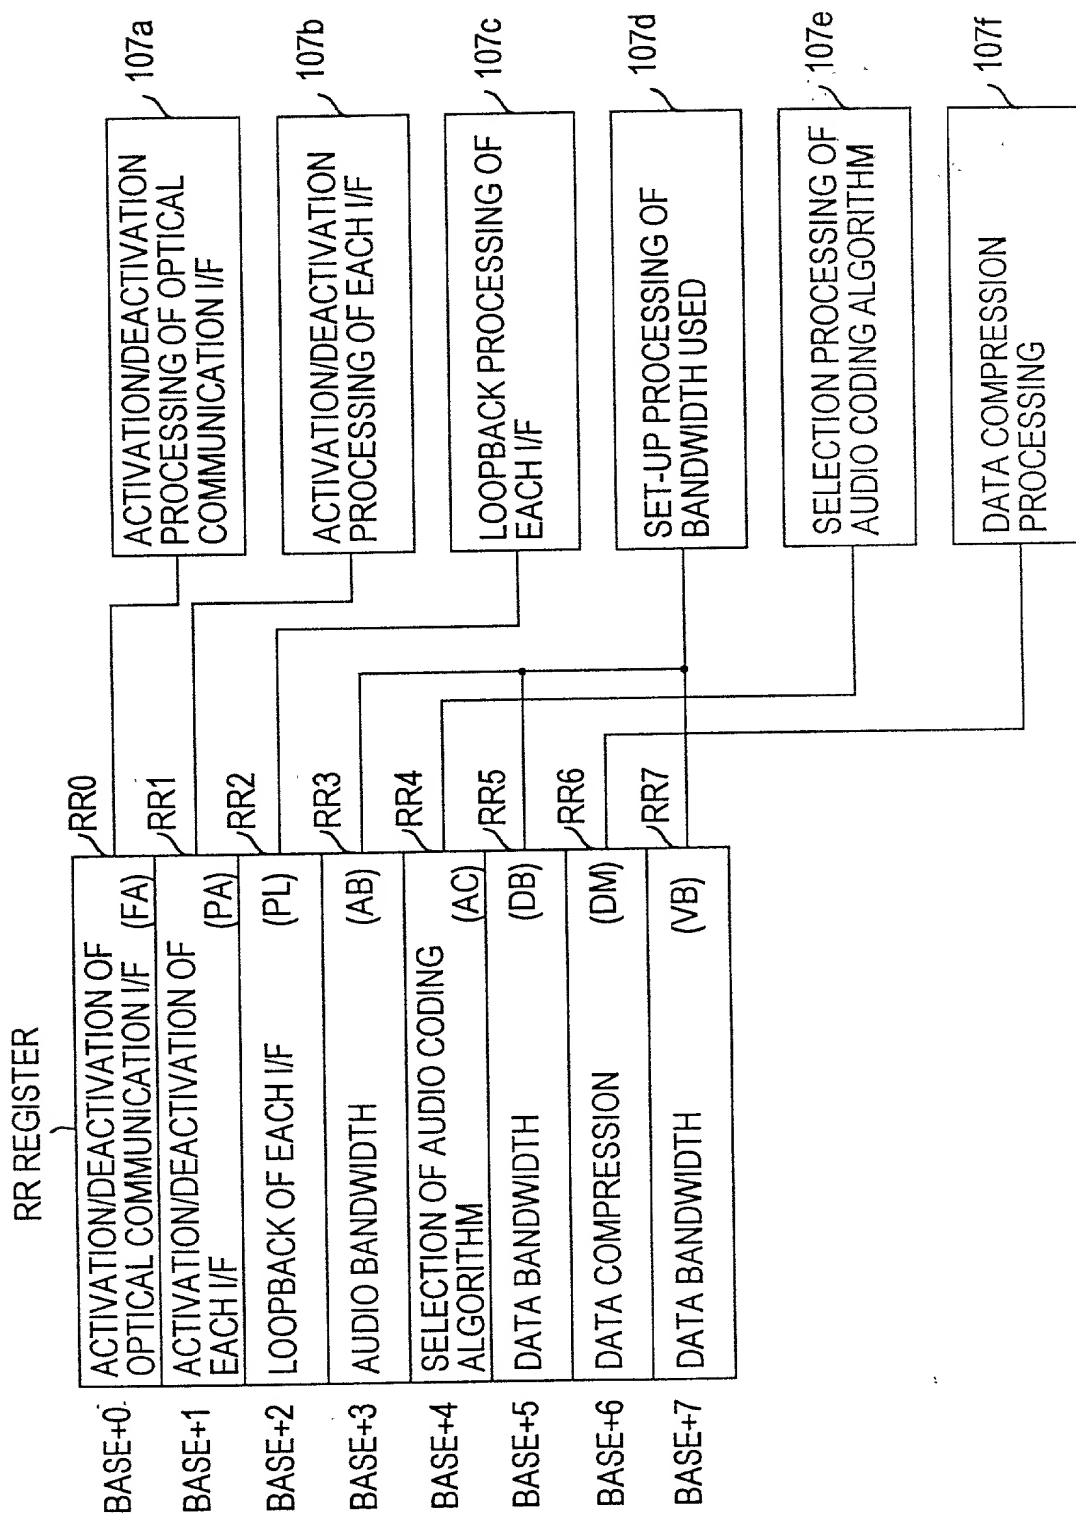 RR REGISTER
BASE+0
ACTIVATION/DEACTIVATION OF
OPTICAL COMMUNICATION I/F (FA)
RR0
BASE+1
ACTIVATION/DEACTIVATION OF
EACH I/F (PA)
RR1
BASE+2
LOOPBACK OF EACH I/F (PL)
RR2
BASE+3
AUDIO BANDWIDTH (AB)
RR3
BASE+4
SELECTION OF AUDIO CODING
ALGORITHM (AC)
RR4
BASE+5
DATA BANDWIDTH (DB)
RR5
BASE+6
DATA COMPRESSION (DM)
RR6
BASE+7
DATA BANDWIDTH (VB)
RR7
ACTIVATION/DEACTIVATION
PROCESSING OF OPTICAL
COMMUNICATION I/F
107a
ACTIVATION/DEACTIVATION
PROCESSING OF EACH I/F
107b
LOOPBACK PROCESSING OF
EACH I/F
107c
SET-UP PROCESSING OF
BANDWIDTH USED
107d
SELECTION PROCESSING OF
AUDIO CODING ALGORITHM
107e
DATA COMPRESSION
PROCESSING
107f